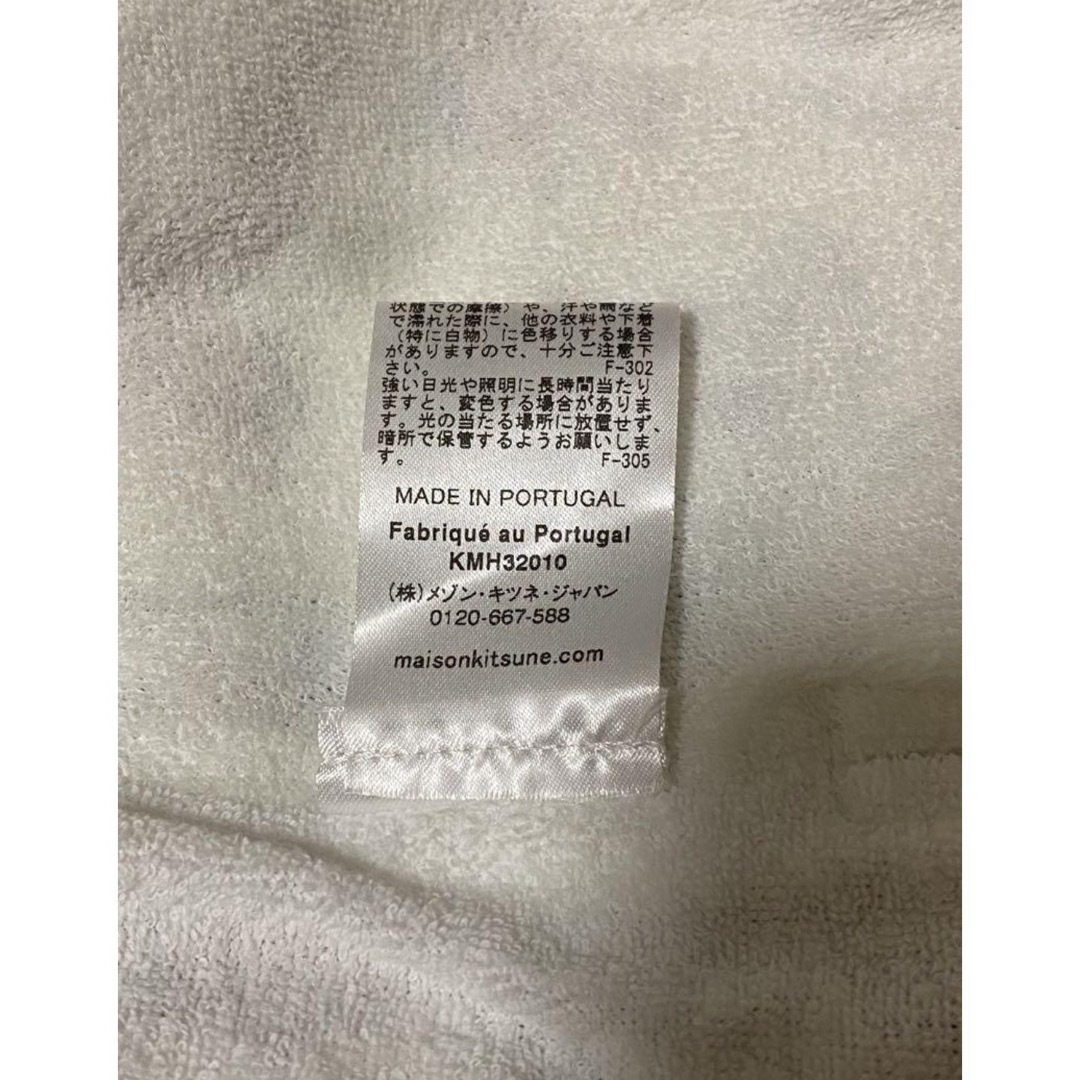 状態での摩擦）や、汗や雨など
で濡れた際に、他の衣料や下着
（特に白物）に色移りする場合
がありますので、十分ご注意下
さい。 F-302
強い日光や照明に長時間当たり
ますと、変色する場合がありま
す。光の当たる場所に放置せず、
暗所で保管するようお願いしま
す。 F-305
MADE IN PORTUGAL
Fabriqué au Portugal
KMH32010
（株）メゾン・キツネ・ジャパン
0120-667-588
maisonkitsune.com